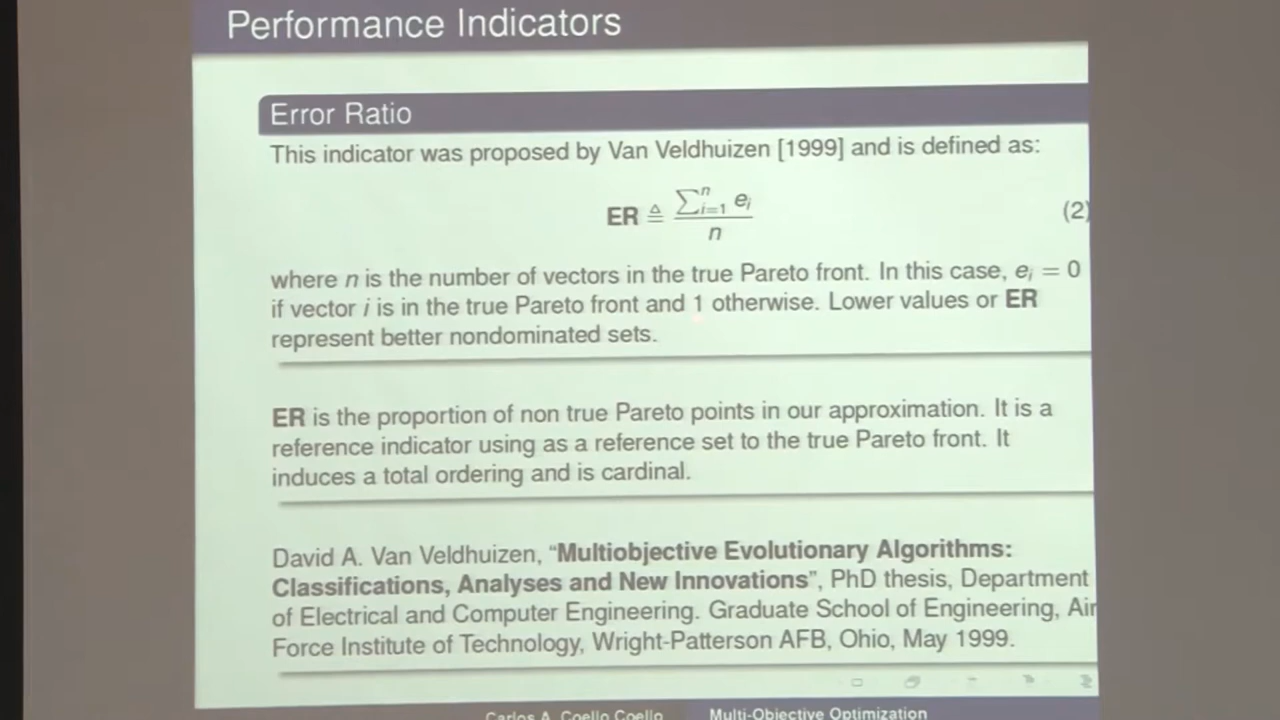 Performance Indicators
Error Ratio
This indicator was proposed by Van Veldhuizen [1999] and is defined as:
ER ≜ ∑ⁿᵢ₌₁ eᵢ / n (2)
where n is the number of vectors in the true Pareto front. In this case, eᵢ = 0
if vector i is in the true Pareto front and 1 otherwise. Lower values or ER
represent better nondominated sets.
ER is the proportion of non true Pareto points in our approximation. It is a
reference indicator using as a reference set to the true Pareto front. It
induces a total ordering and is cardinal.
David A. Van Veldhuizen, “Multiobjective Evolutionary Algorithms:
Classifications, Analyses and New Innovations”, PhD thesis, Department
of Electrical and Computer Engineering. Graduate School of Engineering, Air
Force Institute of Technology, Wright-Patterson AFB, Ohio, May 1999.
Carlos A. Coello Coello Multi-Objective Optimization